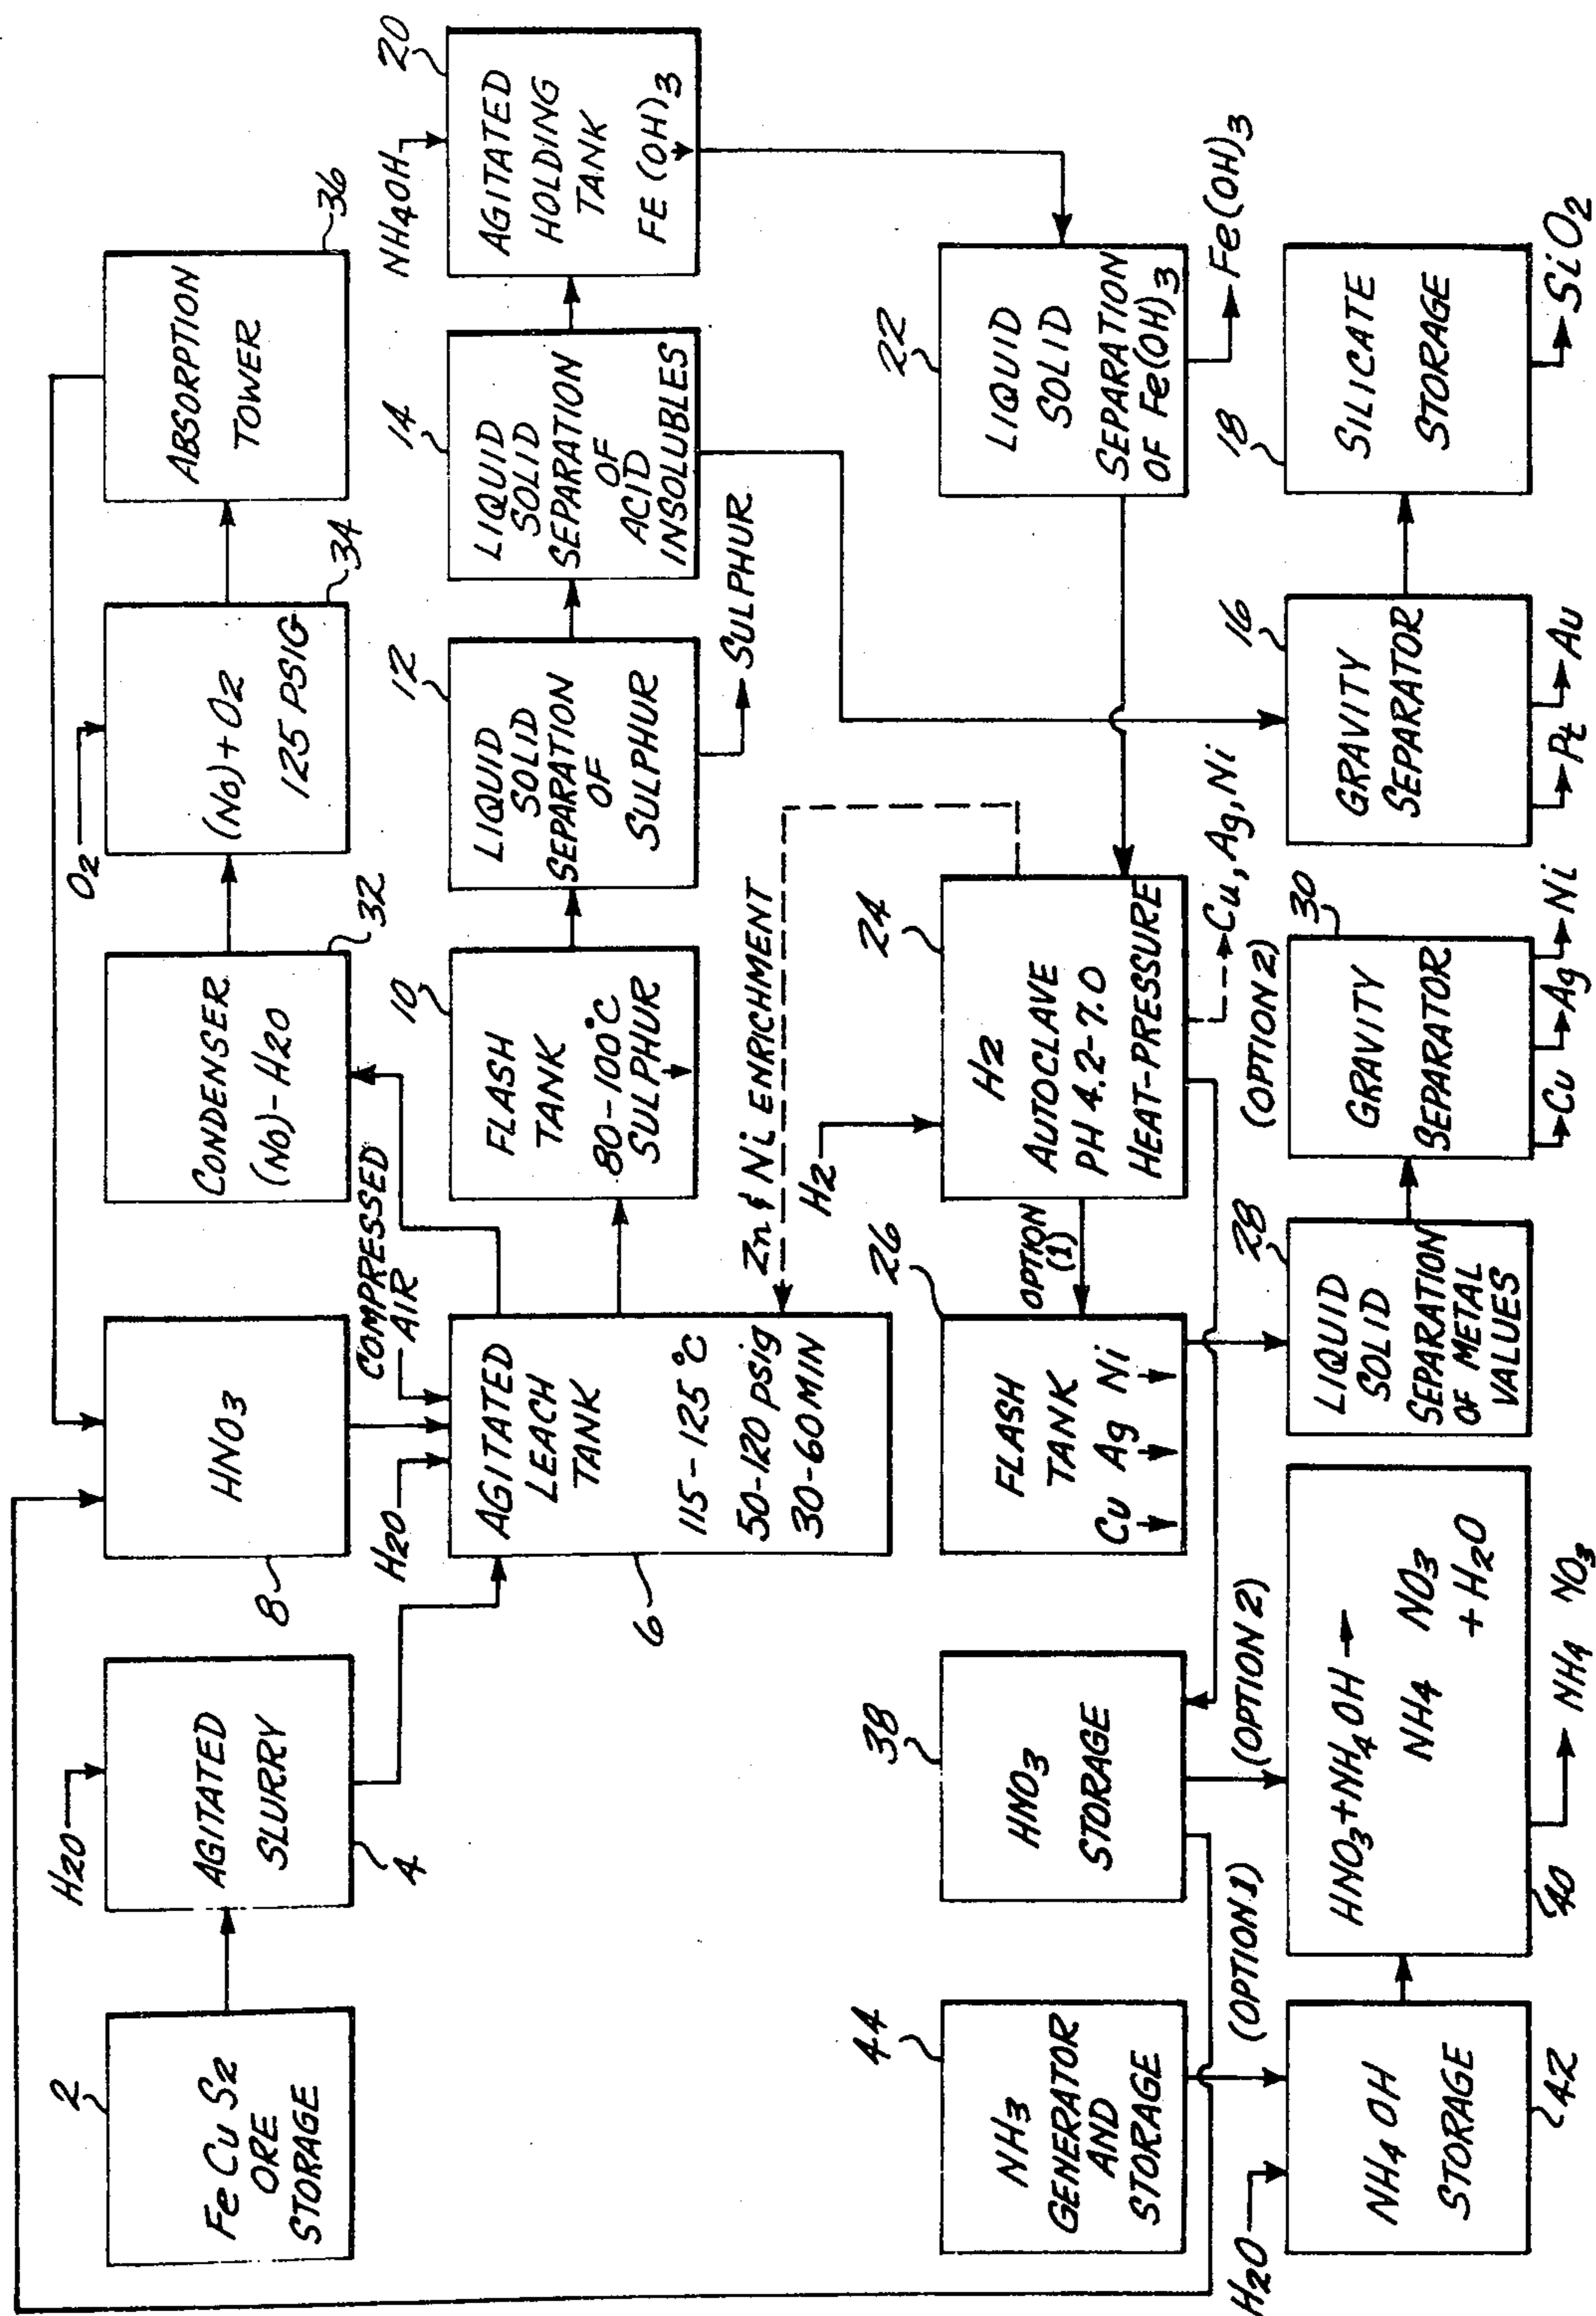 2
Fe Cu S2
ORE
STORAGE
H2O
AGITATED
SLURRY
4
HNO3
8
CONDENSER
(NO)-H2O
32
O2
(NO)+O2
125 PSIG
34
ABSORPTION
TOWER
36
H2O
COMPRESSED
AIR
AGITATED
LEACH
TANK
115-125°C
50-120 psig
30-60 MIN
6
10
FLASH
TANK
80-100°C
SULPHUR
12
LIQUID
SOLID
SEPARATION
OF
SULPHUR
SULPHUR
14
LIQUID
SOLID
SEPARATION
OF
ACID
INSOLUBLES
NH4OH
20
AGITATED
HOLDING
TANK
FE (OH)3
Zn & Ni ENRICHMENT
44
NH3
GENERATOR
AND
STORAGE
38
HNO3
STORAGE
26
FLASH
TANK
Cu Ag Ni
OPTION
(1)
H2
24
H2
AUTOCLAVE
PH 4.2-7.0
HEAT-PRESSURE
Cu, Ag, Ni
(OPTION 2)
22
LIQUID
SOLID
SEPARATION
OF Fe(OH)3
Fe(OH)3
(OPTION 1)
(OPTION 2)
H2O
NH4 OH
STORAGE
42
HNO3+NH4 OH →
NH4 NO3
+ H2O
40
NH4 NO3
28
LIQUID
SOLID
SEPARATION
OF METAL
VALUES
30
GRAVITY
SEPARATOR
Cu Ag Ni
16
GRAVITY
SEPARATOR
Pt Au
18
SILICATE
STORAGE
SiO2